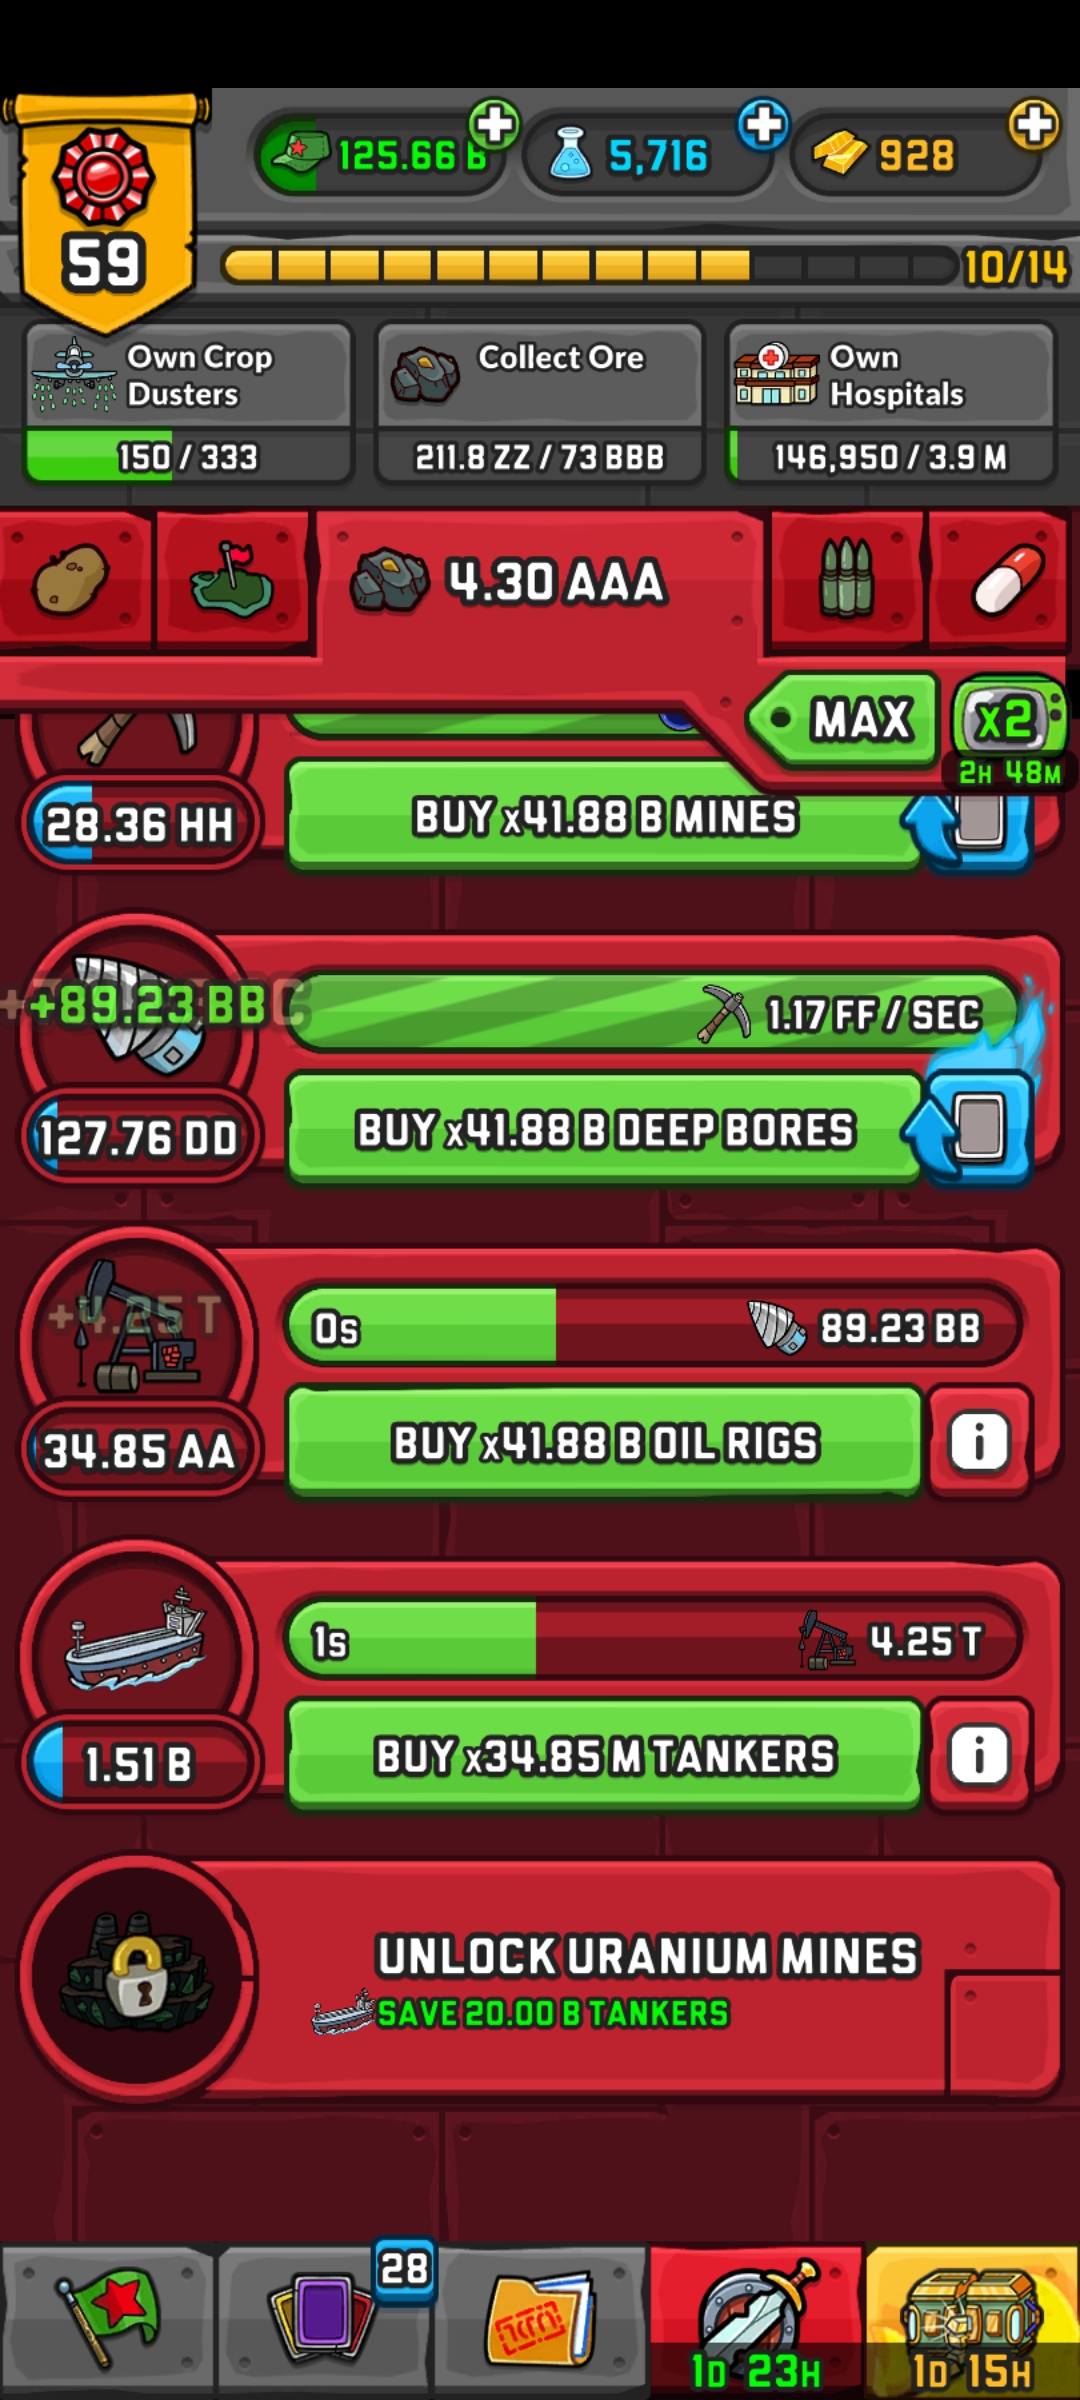 59
125.66 B
5,716
928
10/14
Own Crop
Dusters
150 / 333
Collect Ore
211.8 ZZ / 73 BBB
Own
Hospitals
146,950 / 3.9 M
4.30 AAA
MAX
x2
2H 48M
28.36 HH
BUY x41.88 B MINES
+89.23 BB
1.17 FF / SEC
127.76 DD
BUY x41.88 B DEEP BORES
+4.25 T
0s
89.23 BB
34.85 AA
BUY x41.88 B OIL RIGS
i
1s
4.25 T
1.51 B
BUY x34.85 M TANKERS
i
UNLOCK URANIUM MINES
SAVE 20.00 B TANKERS
28
1D 23H
1D 15H